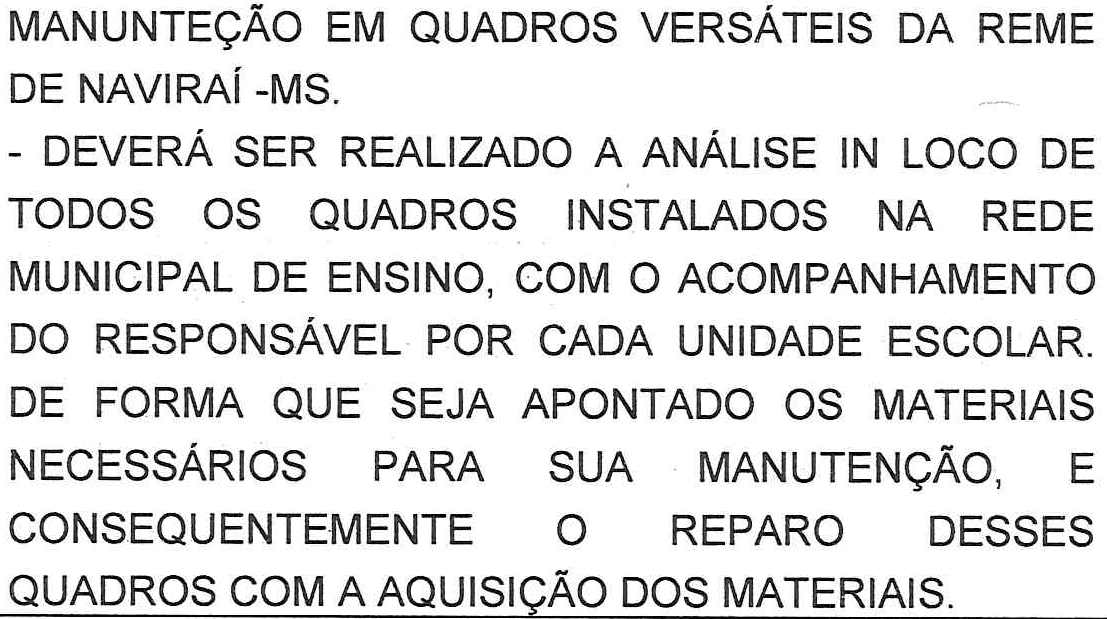 MANUNTEÇÃO EM QUADROS VERSÁTEIS DA REME
DE NAVIRAÍ -MS.
- DEVERÁ SER REALIZADO A ANÁLISE IN LOCO DE
TODOS OS QUADROS INSTALADOS NA REDE
MUNICIPAL DE ENSINO, COM O ACOMPANHAMENTO
DO RESPONSÁVEL POR CADA UNIDADE ESCOLAR.
DE FORMA QUE SEJA APONTADO OS MATERIAIS
NECESSÁRIOS PARA SUA MANUTENÇÃO, E
CONSEQUENTEMENTE O REPARO DESSES
QUADROS COM A AQUISIÇÃO DOS MATERIAIS.